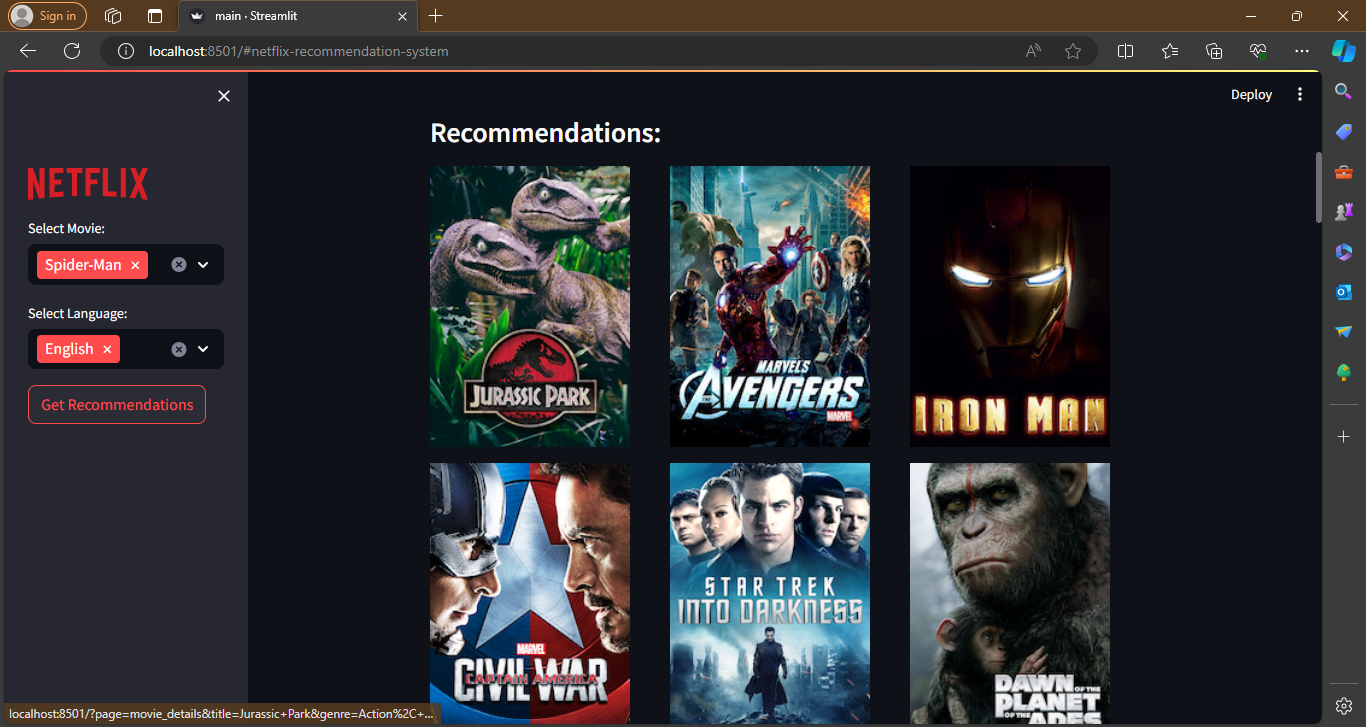 Sign in
main · Streamlit
localhost:8501/#netflix-recommendation-system
Deploy
NETFLIX
Select Movie:
Spider-Man
Select Language:
English
Get Recommendations
Recommendations:
JURASSIC PARK
MARVEL'S
THE AVENGERS
MARVEL
IRON MAN
MARVEL
CAPTAIN AMERICA
CIVIL WAR
STAR TREK
INTO DARKNESS
DAWN OF THE
PLANET
OF THE APES
localhost:8501/?page=movie_details&title=Jurassic+Park&genre=Action%2C+...